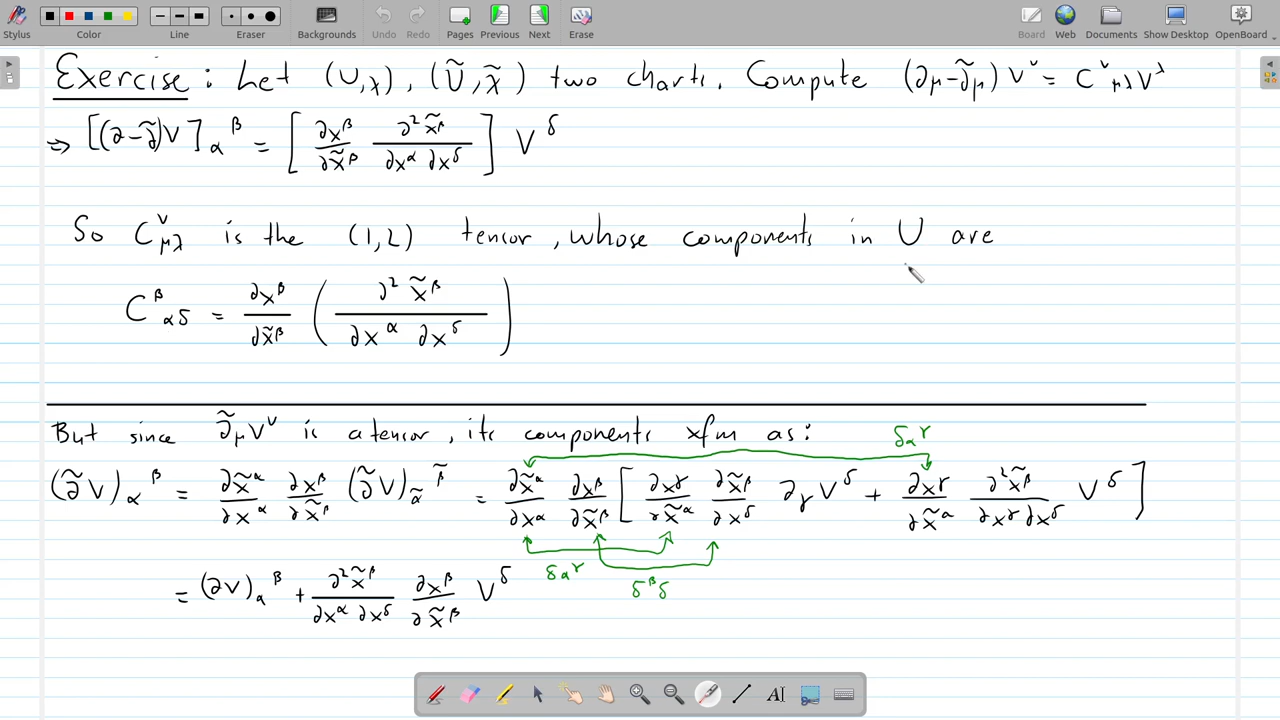 Stylus Color Line Eraser Backgrounds Undo Redo Pages Previous Next Erase Board Web Documents Show Desktop OpenBoard
Exercise: Let (U,χ), (Ũ,χ̃) two charts. Compute (∂μ-∂̃μ) V^ν = C^ν_μλ V^λ
⇒ [(∂-∂̃)V]_α^β = [∂x^β/∂x̃^β ∂²x̃^β/∂x^α ∂x^δ] V^δ
So C^ν_μλ is the (1,2) tensor, whose components in U are
C^β_αδ = ∂x^β/∂x̃^β (∂²x̃^β/∂x^α ∂x^δ)
But since ∂̃_μ V^ν is a tensor, its components xfm as: δ_α^γ
(∂̃V)_α^β = ∂x̃^α/∂x^α ∂x^β/∂x̃^β (∂̃V)_α̃^β̃ = ∂x̃^α/∂x^α ∂x^β/∂x̃^β [∂x^γ/∂x̃^α ∂x̃^β/∂x^δ ∂_γ V^δ + ∂x^γ/∂x̃^α ∂²x̃^β/∂x^γ ∂x^δ V^δ]
δ_α^γ δ^β_δ
= (∂V)_α^β + ∂²x̃^β/∂x^α ∂x^δ ∂x^β/∂x̃^β V^δ